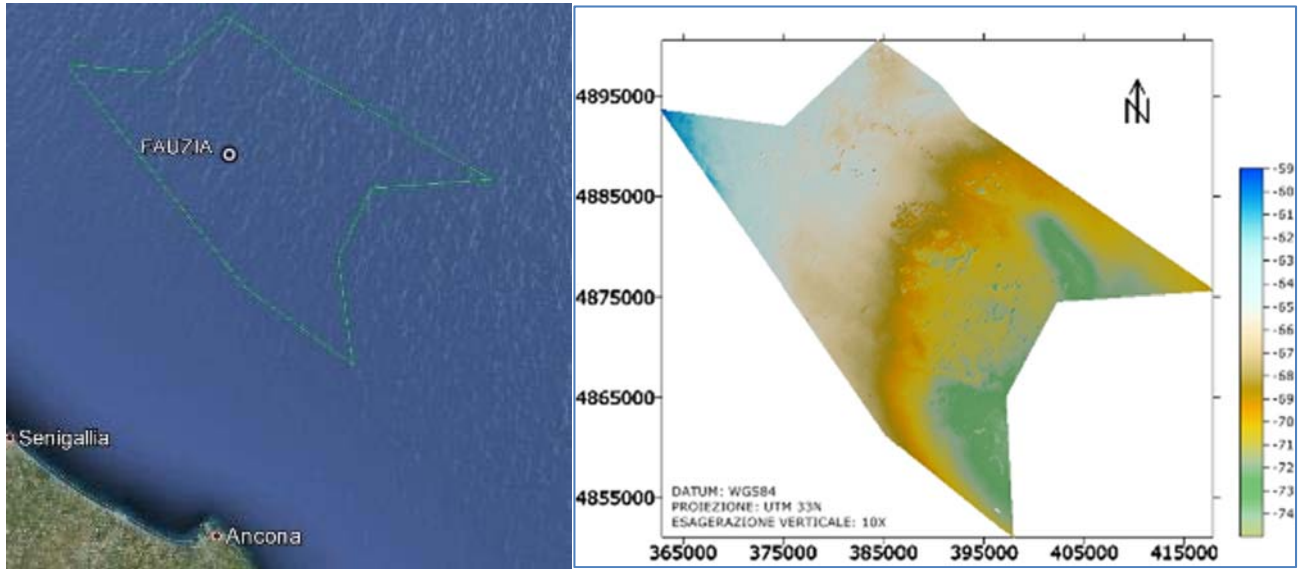 FAUZIA
Senigallia
Ancona
4895000
4885000
4875000
4865000
4855000
N
DATUM: WGS84
PROIEZIONE: UTM 33N
ESAGERAZIONE VERTICALE: 10X
365000 375000 385000 395000 405000 415000
-59
-60
-61
-62
-63
-64
-65
-66
-67
-68
-69
-70
-71
-72
-73
-74